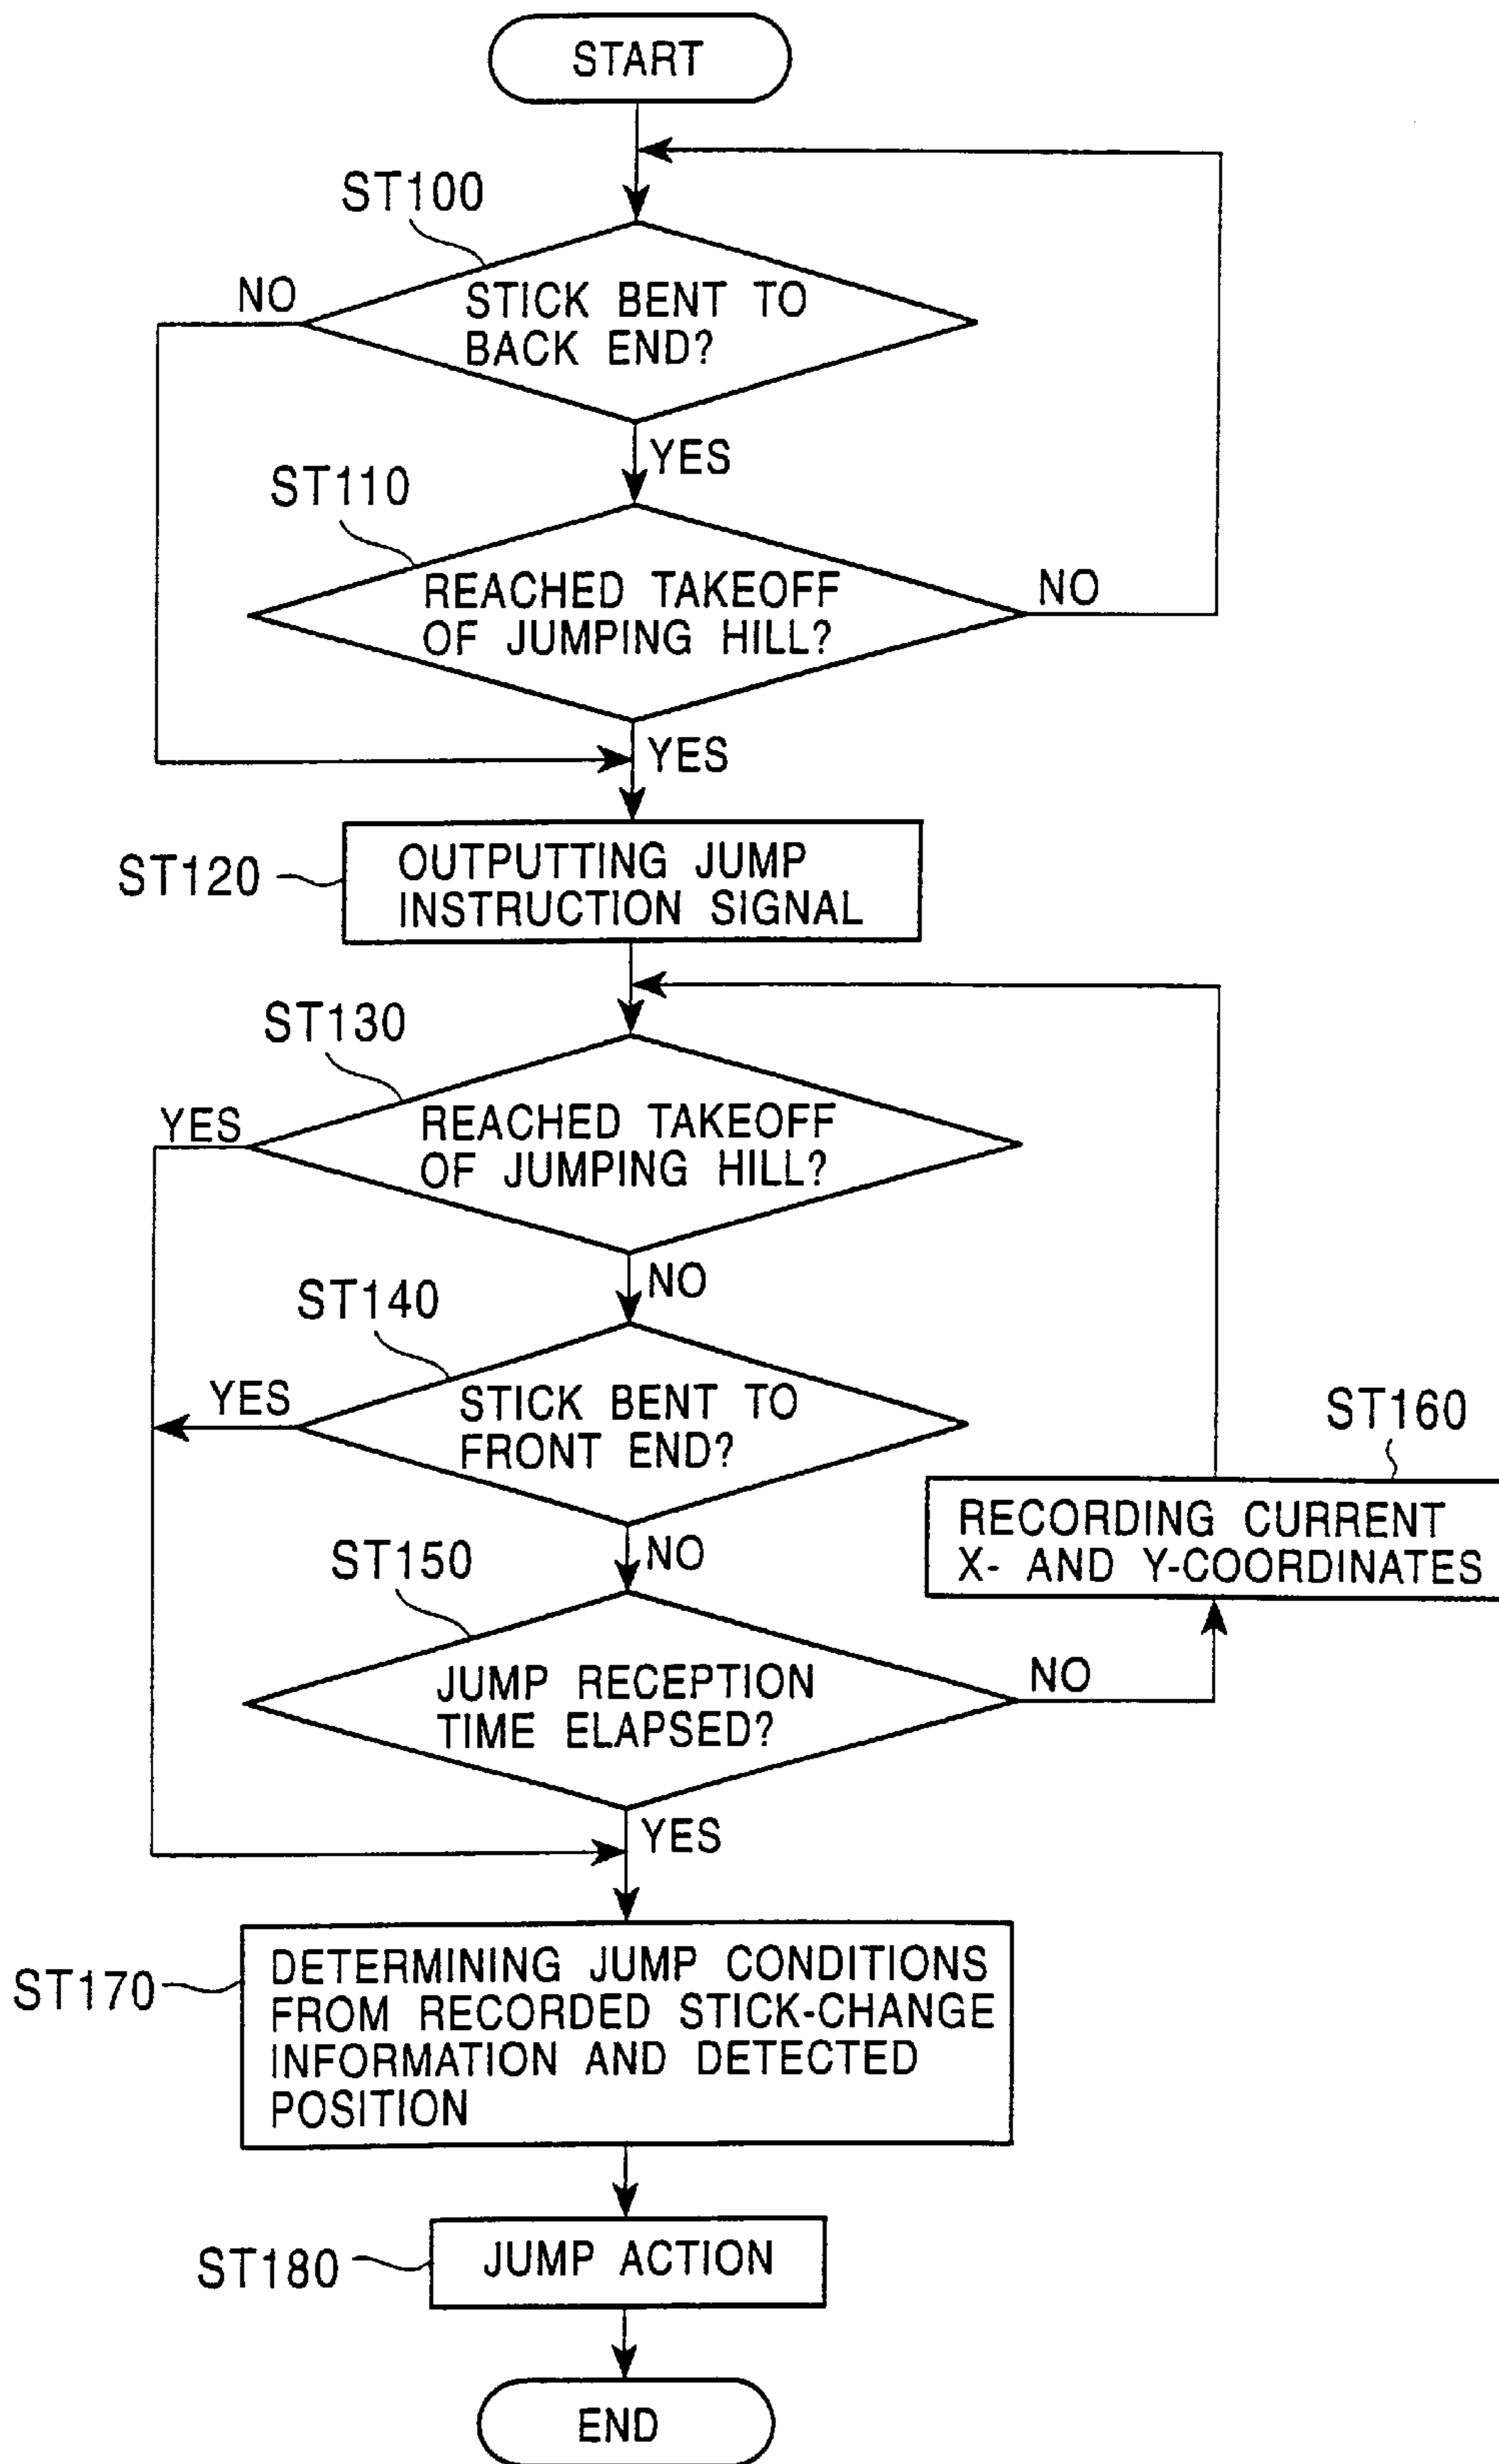 START
ST100
NO
STICK BENT TO
BACK END?
YES
ST110
REACHED TAKEOFF
OF JUMPING HILL?
NO
YES
ST120
OUTPUTTING JUMP
INSTRUCTION SIGNAL
ST130
YES
REACHED TAKEOFF
OF JUMPING HILL?
NO
ST140
YES
STICK BENT TO
FRONT END?
ST160
RECORDING CURRENT
X- AND Y-COORDINATES
NO
ST150
JUMP RECEPTION
TIME ELAPSED?
NO
YES
ST170
DETERMINING JUMP CONDITIONS
FROM RECORDED STICK-CHANGE
INFORMATION AND DETECTED
POSITION
ST180
JUMP ACTION
END